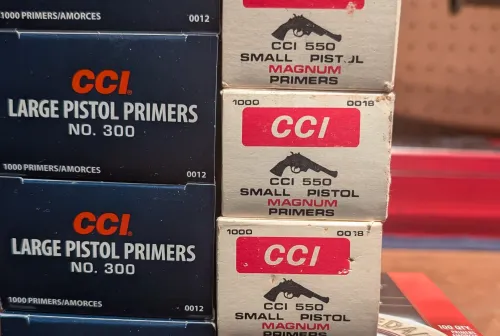 1000 PRIMERS/AMORCES 0012
CCI
LARGE PISTOL PRIMERS
NO. 300
1000 PRIMERS/AMORCES 0012
CCI
LARGE PISTOL PRIMERS
NO. 300
1000 PRIMERS/AMORCES 0012
CCI 550
SMALL PISTOL
MAGNUM
PRIMERS
1000 0018
CCI
CCI 550
SMALL PISTOL
MAGNUM
PRIMERS
1000 0018
CCI
CCI 550
SMALL PISTOL
MAGNUM
PRIMERS
100 QTY.